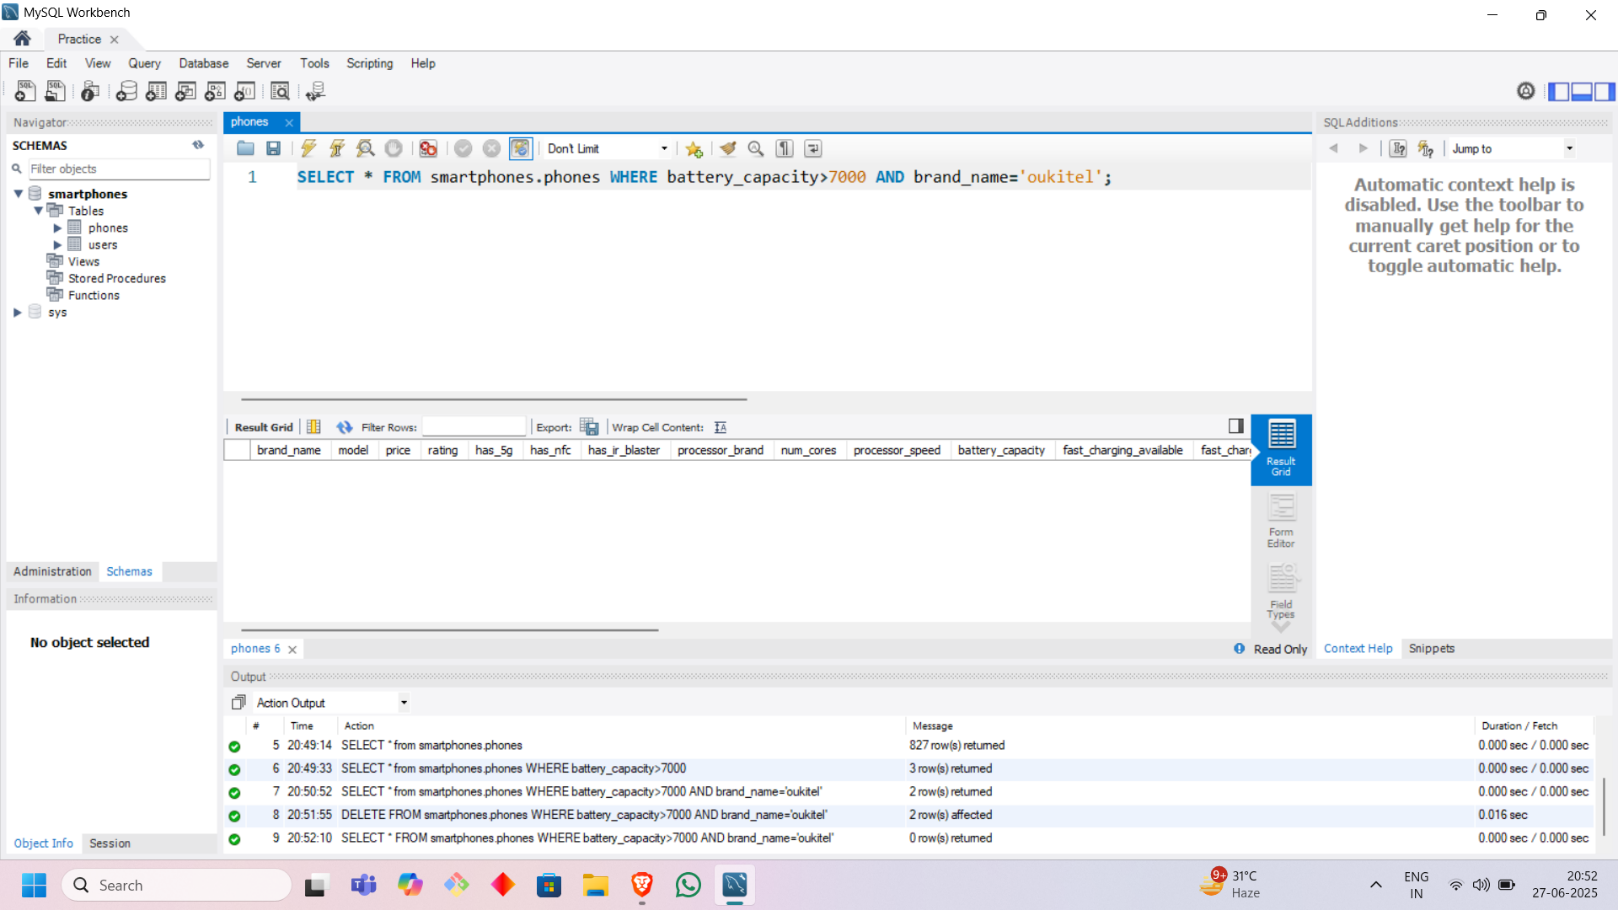 MySQL Workbench
Practice
File Edit View Query Database Server Tools Scripting Help
Navigator
SCHEMAS
Filter objects
smartphones
Tables
phones
users
Views
Stored Procedures
Functions
sys
Administration Schemas
Information
No object selected
Object Info Session
phones
Don't Limit
1 SELECT * FROM smartphones.phones WHERE battery_capacity>7000 AND brand_name='oukitel';
Result Grid Filter Rows: Export: Wrap Cell Content:
brand_name model price rating has_5g has_nfc has_ir_blaster processor_brand num_cores processor_speed battery_capacity fast_charging_available fast_char
Result
Grid
Form
Editor
Field
Types
phones 6
Read Only
SQLAdditions
Jump to
Automatic context help is
disabled. Use the toolbar to
manually get help for the
current caret position or to
toggle automatic help.
Context Help Snippets
Output
Action Output
# Time Action Message Duration / Fetch
5 20:49:14 SELECT * from smartphones.phones 827 row(s) returned 0.000 sec / 0.000 sec
6 20:49:33 SELECT * from smartphones.phones WHERE battery_capacity>7000 3 row(s) returned 0.000 sec / 0.000 sec
7 20:50:52 SELECT * from smartphones.phones WHERE battery_capacity>7000 AND brand_name='oukitel' 2 row(s) returned 0.000 sec / 0.000 sec
8 20:51:55 DELETE FROM smartphones.phones WHERE battery_capacity>7000 AND brand_name='oukitel' 2 row(s) affected 0.016 sec
9 20:52:10 SELECT * FROM smartphones.phones WHERE battery_capacity>7000 AND brand_name='oukitel' 0 row(s) returned 0.000 sec / 0.000 sec
Search
9+
31°C
Haze
ENG
IN
20:52
27-06-2025